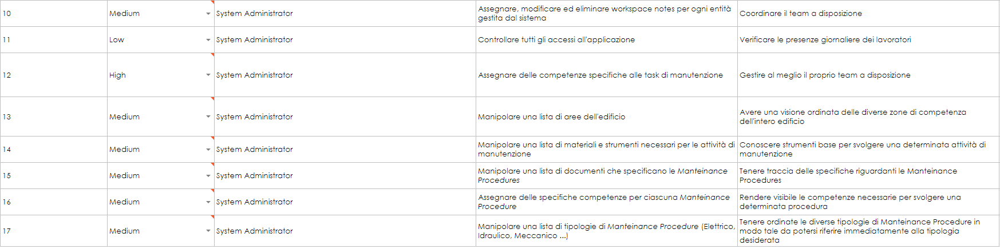 10 Medium System Administrator Assegnare, modificare ed eliminare workspace notes per ogni entità gestita dal sistema Coordinare il team a disposizione
11 Low System Administrator Controllare tutti gli accessi all'applicazione Verificare le presenze giornaliere dei lavoratori
12 High System Administrator Assegnare delle competenze specifiche alle task di manutenzione Gestire al meglio il proprio team a disposizione
13 Medium System Administrator Manipolare una lista di aree dell'edificio Avere una visione ordinata delle diverse zone di competenza dell'intero edificio
14 Medium System Administrator Manipolare una lista di materiali e strumenti necessari per le attività di manutenzione Conoscere strumenti base per svolgere una determinata attività di manutenzione
15 Medium System Administrator Manipolare una lista di documenti che specificano le Manteinance Procedures Tenere traccia delle specifiche riguardanti le Manteinance Procedures
16 Medium System Administrator Assegnare delle specifiche competenze per ciascuna Manteinance Procedure Rendere visibile le competenze necessarie per svolgere una determinata procedura
17 Medium System Administrator Manipolare una lista di tipologie di Manteinance Procedure (Elettrico, Idraulico, Meccanico ...) Tenere ordinate le diverse tipologie di Manteinance Procedure in modo tale da potersi riferire immediatamente alla tipologia desiderata